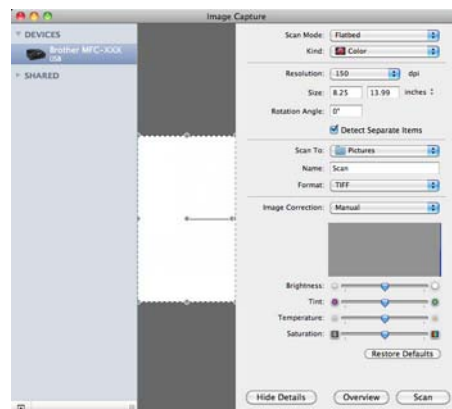 Image Capture
DEVICES
Brother MFC-XXX
USB
SHARED
Scan Mode: Flatbed
Kind: Color
Resolution: 150 dpi
Size: 8.25 13.99 inches
Rotation Angle: 0°
Detect Separate Items
Scan To: Pictures
Name: Scan
Format: TIFF
Image Correction: Manual
Brightness:
Tint:
Temperature:
Saturation:
Restore Defaults
Hide Details Overview Scan